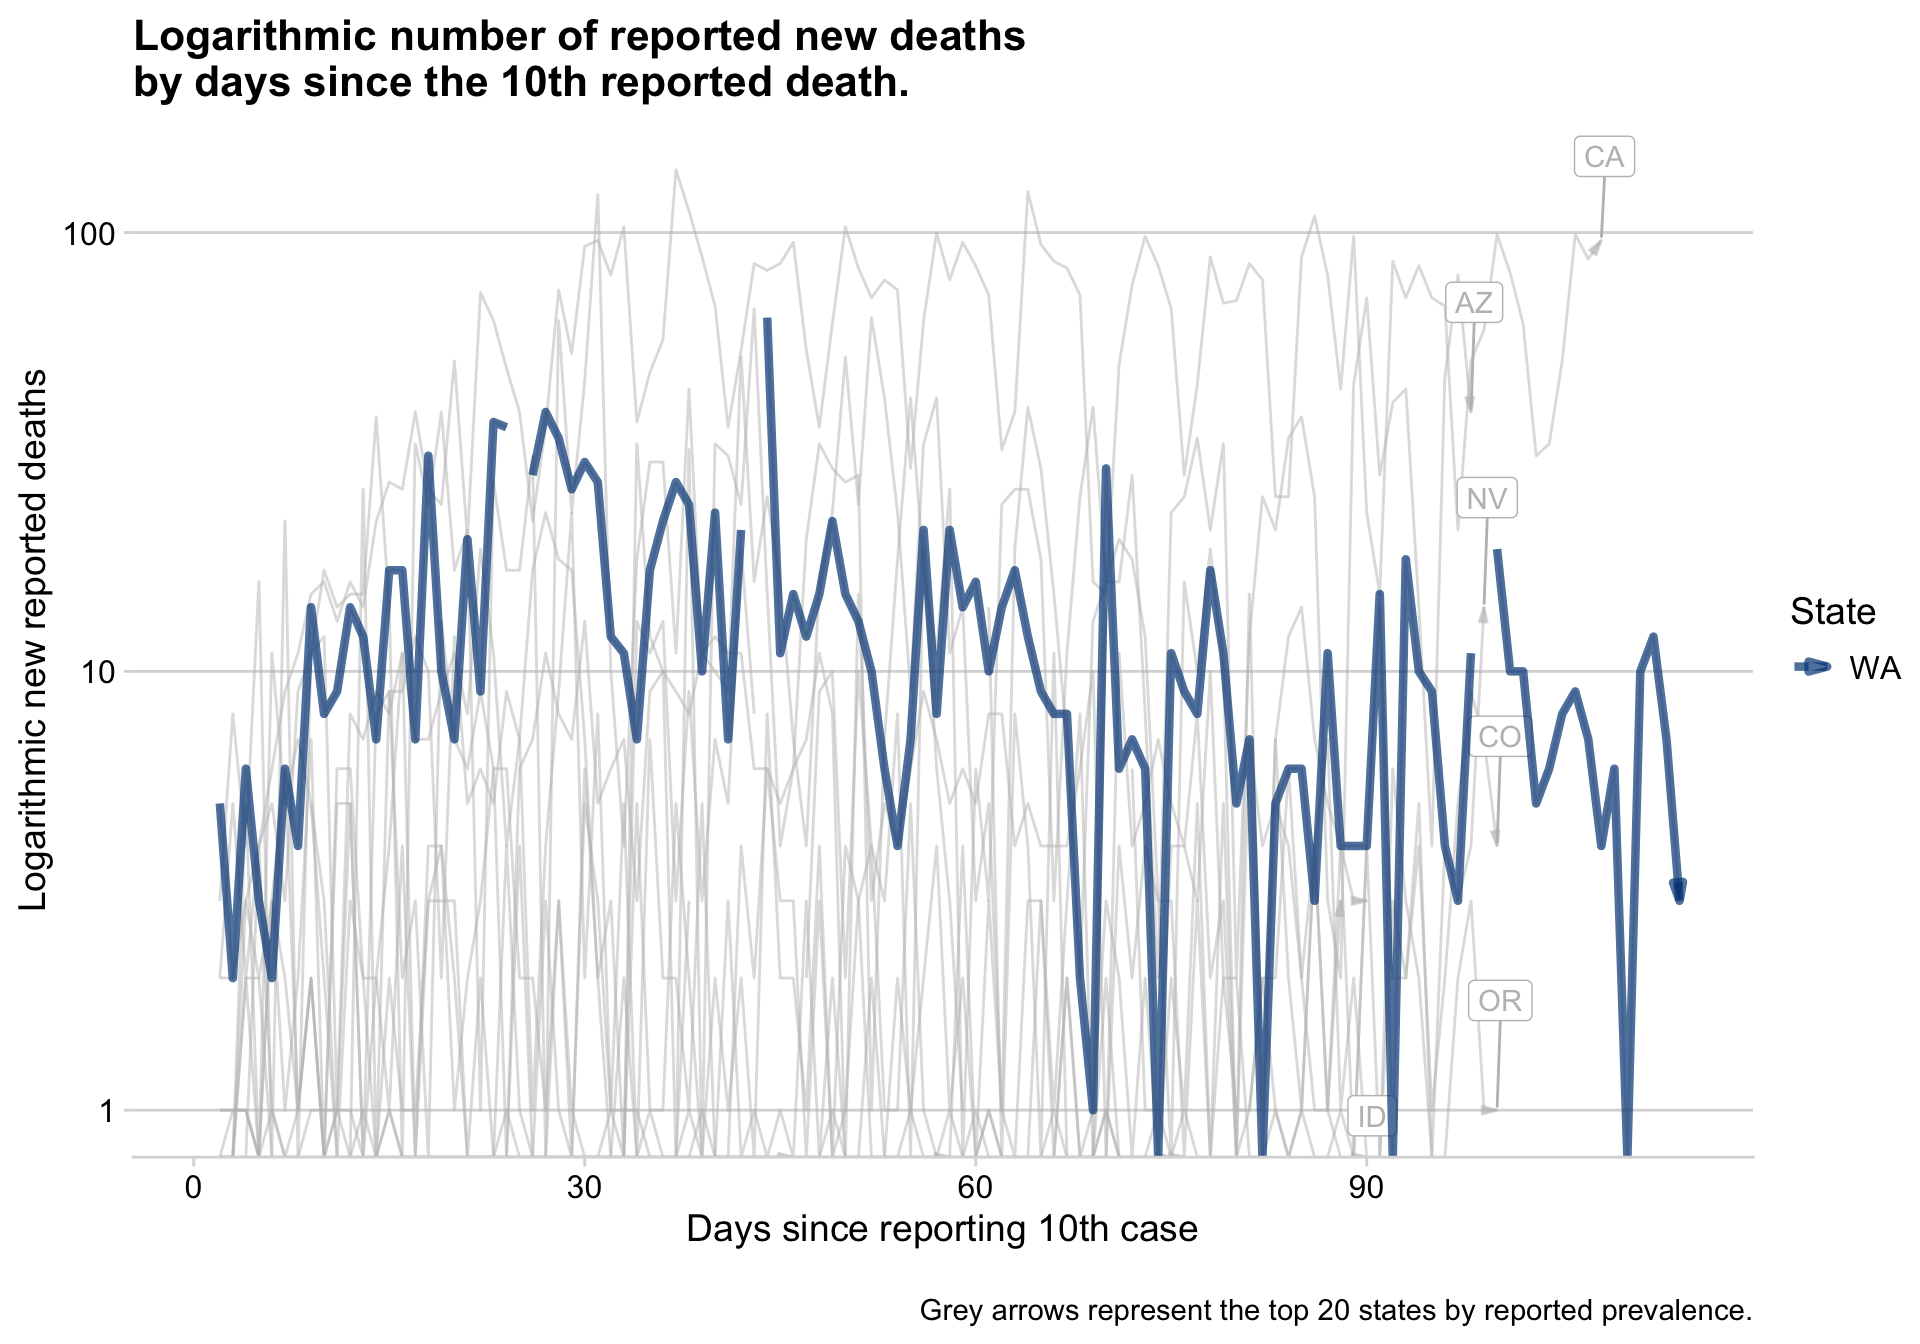 Logarithmic number of reported new deaths
by days since the 10th reported death.
CA
100
AZ
Logarithmic new reported deaths
NV
State
WA
10
CO
OR
1
ID
0
30
60
90
Days since reporting 10th case
Grey arrows represent the top 20 states by reported prevalence.